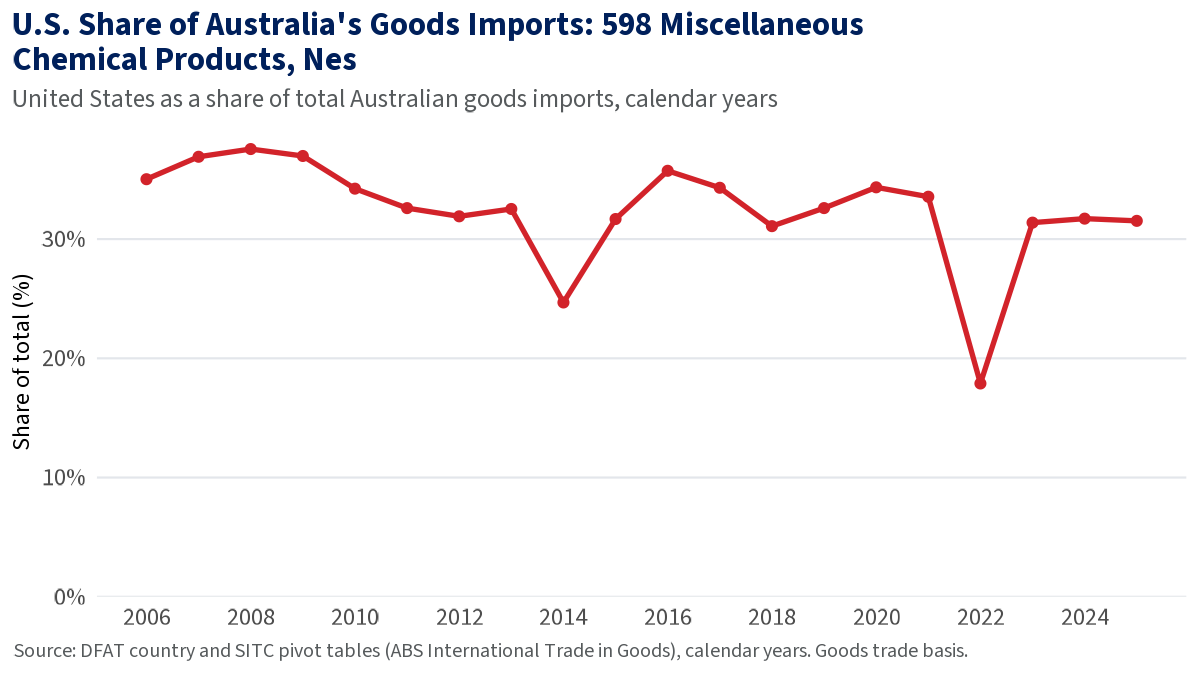 U.S. Share of Australia's Goods Imports: 598 Miscellaneous
Chemical Products, Nes
United States as a share of total Australian goods imports, calendar years
Share of total (%)
30%
20%
10%
0%
2006 2008 2010 2012 2014 2016 2018 2020 2022 2024
Source: DFAT country and SITC pivot tables (ABS International Trade in Goods), calendar years. Goods trade basis.